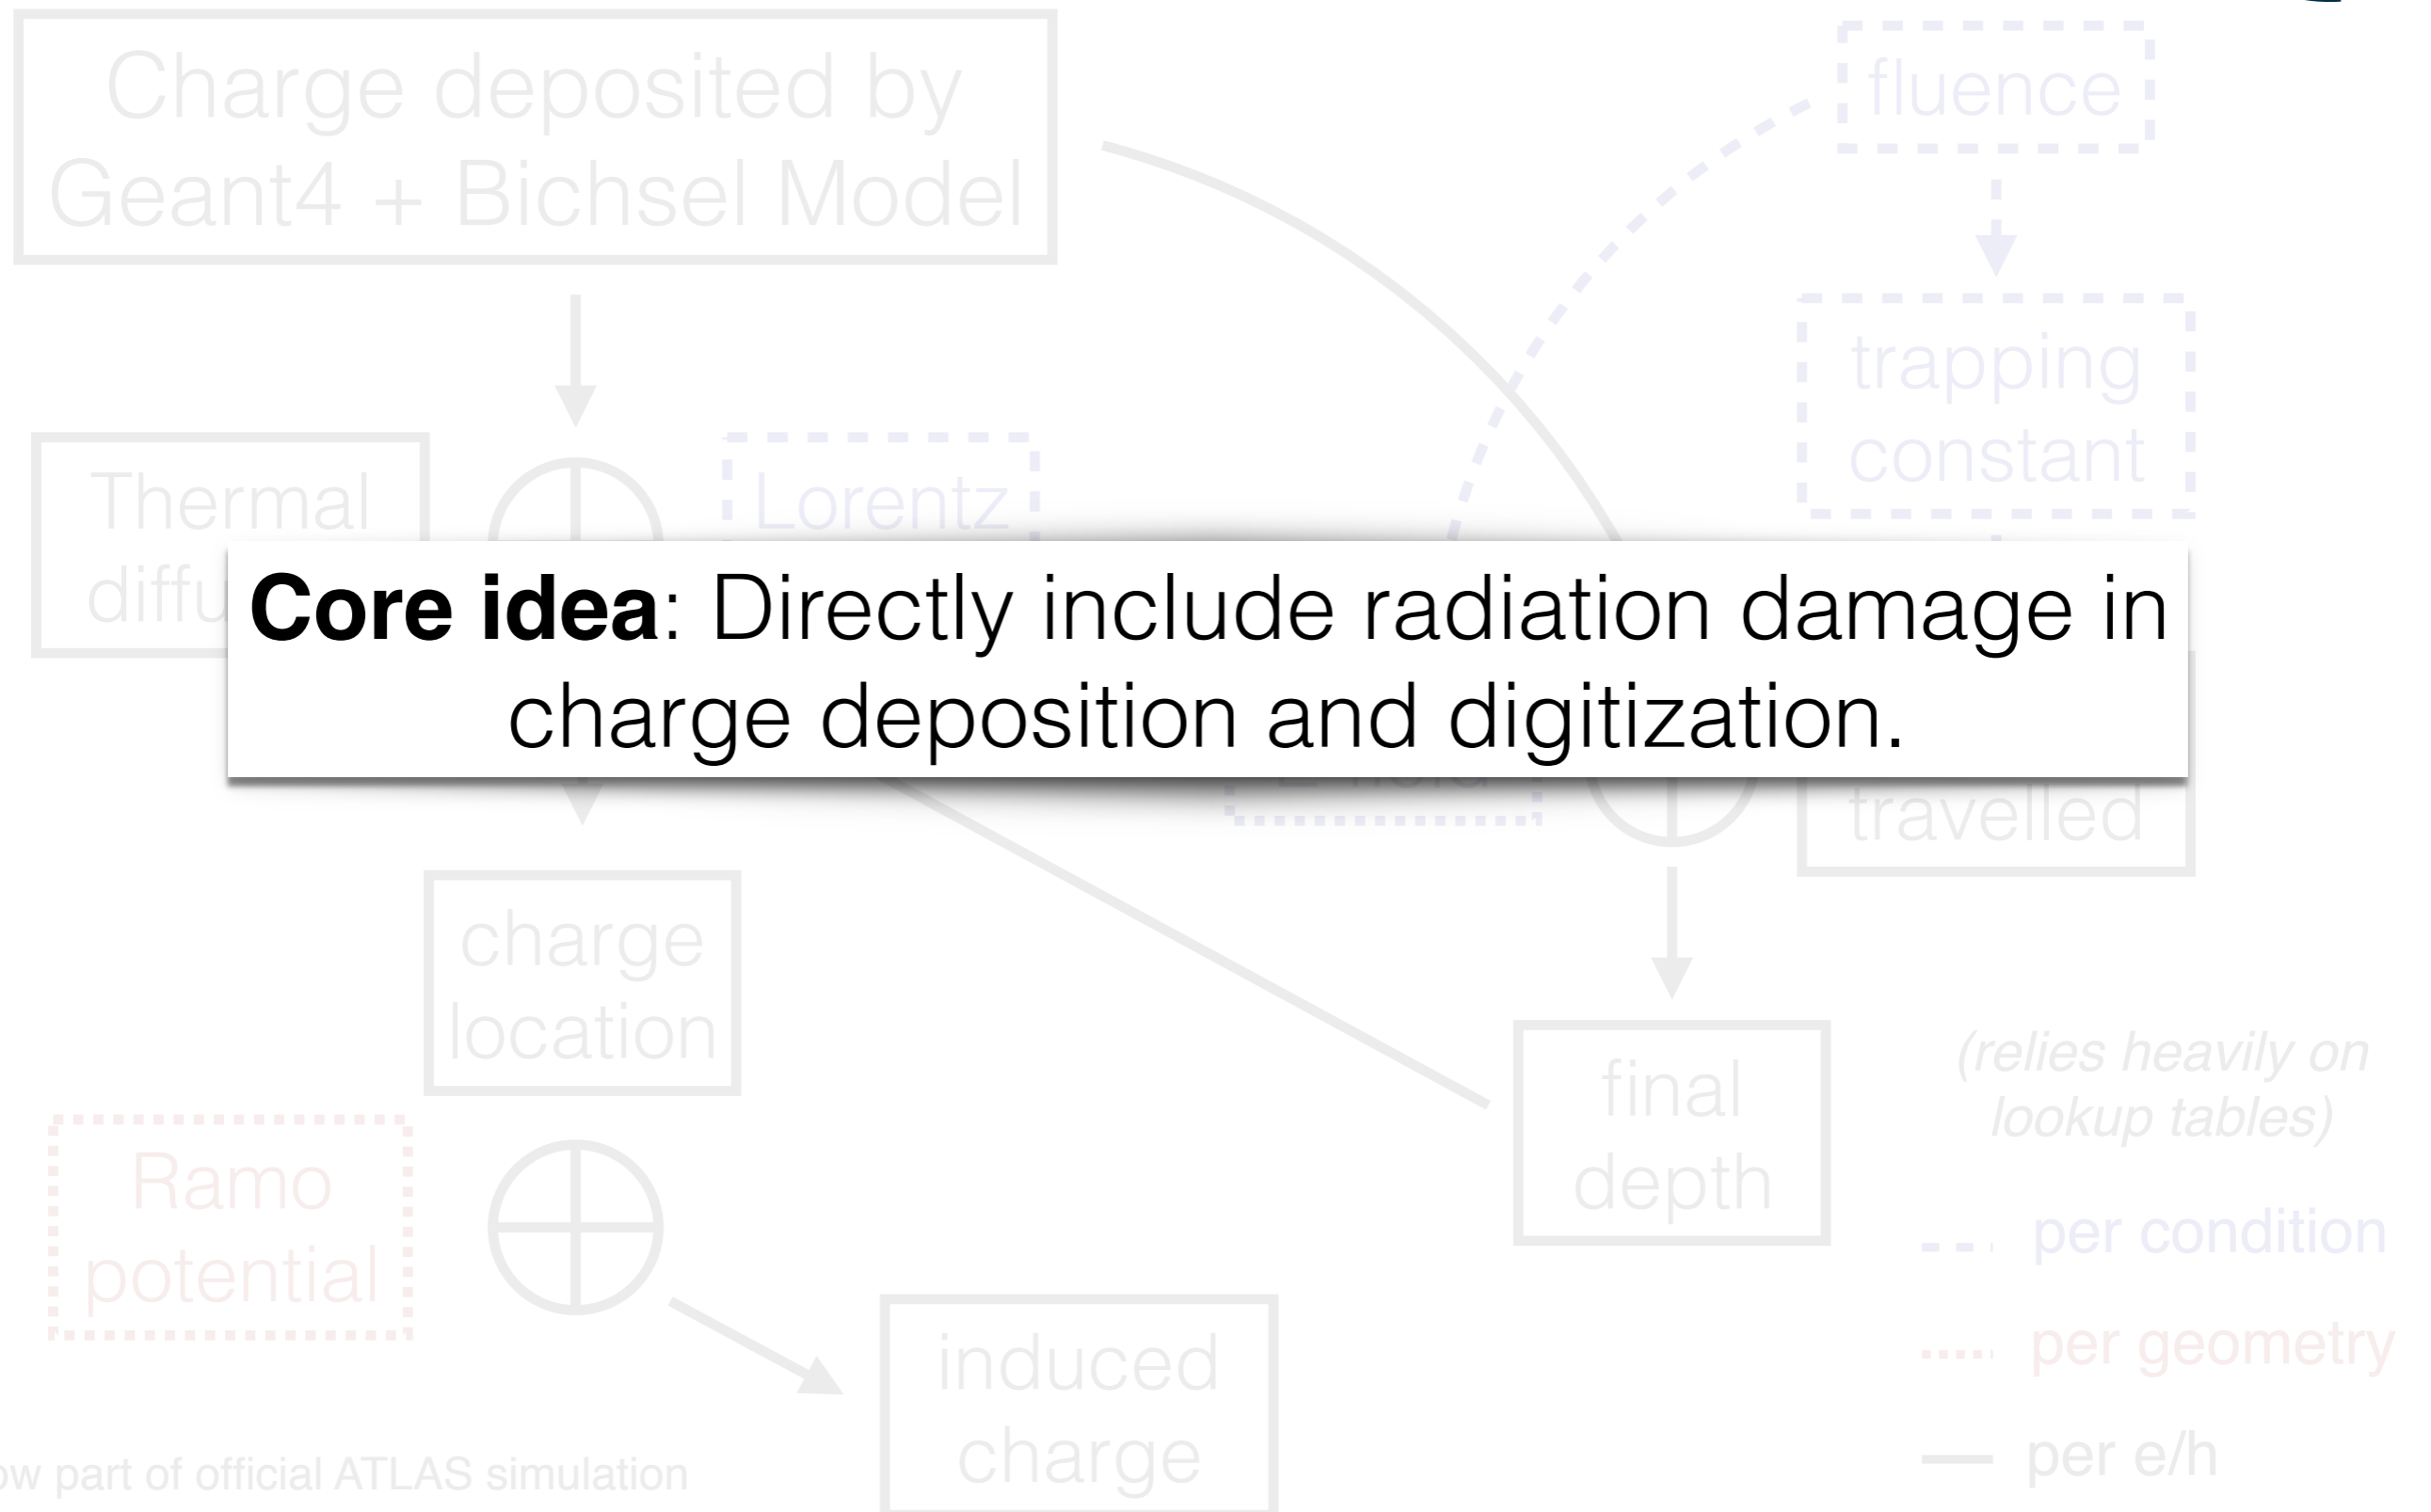 Charge deposited by
Geant4 + Bichsel Model
fluence
trapping
constant
Thermal
Lorentz
Core idea: Directly include radiation damage in
charge deposition and digitization.
travelled
charge
location
final
depth
(relies heavily on
lookup tables)
Ramo
potential
per condition
per geometry
per e/h
induced
charge
part of official ATLAS simulation